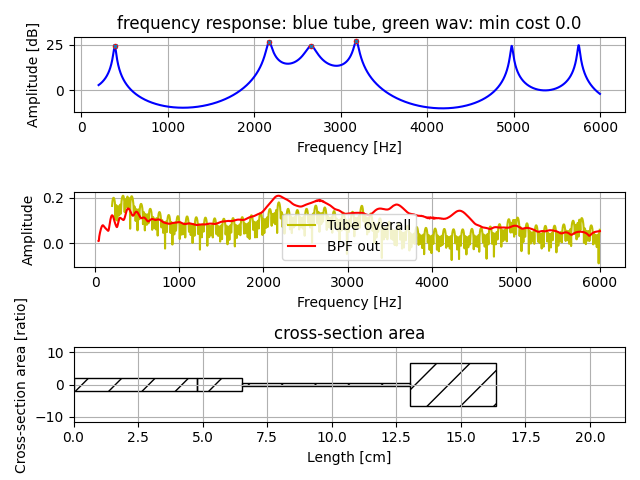 frequency response: blue tube, green wav: min cost 0.0
Amplitude [dB]
25
0
0 1000 2000 3000 4000 5000 6000
Frequency [Hz]
Amplitude
0.2
0.0
Tube overall
BPF out
0 1000 2000 3000 4000 5000 6000
Frequency [Hz]
cross-section area
Cross-section area [ratio]
10
0
−10
0.0 2.5 5.0 7.5 10.0 12.5 15.0 17.5 20.0
Length [cm]